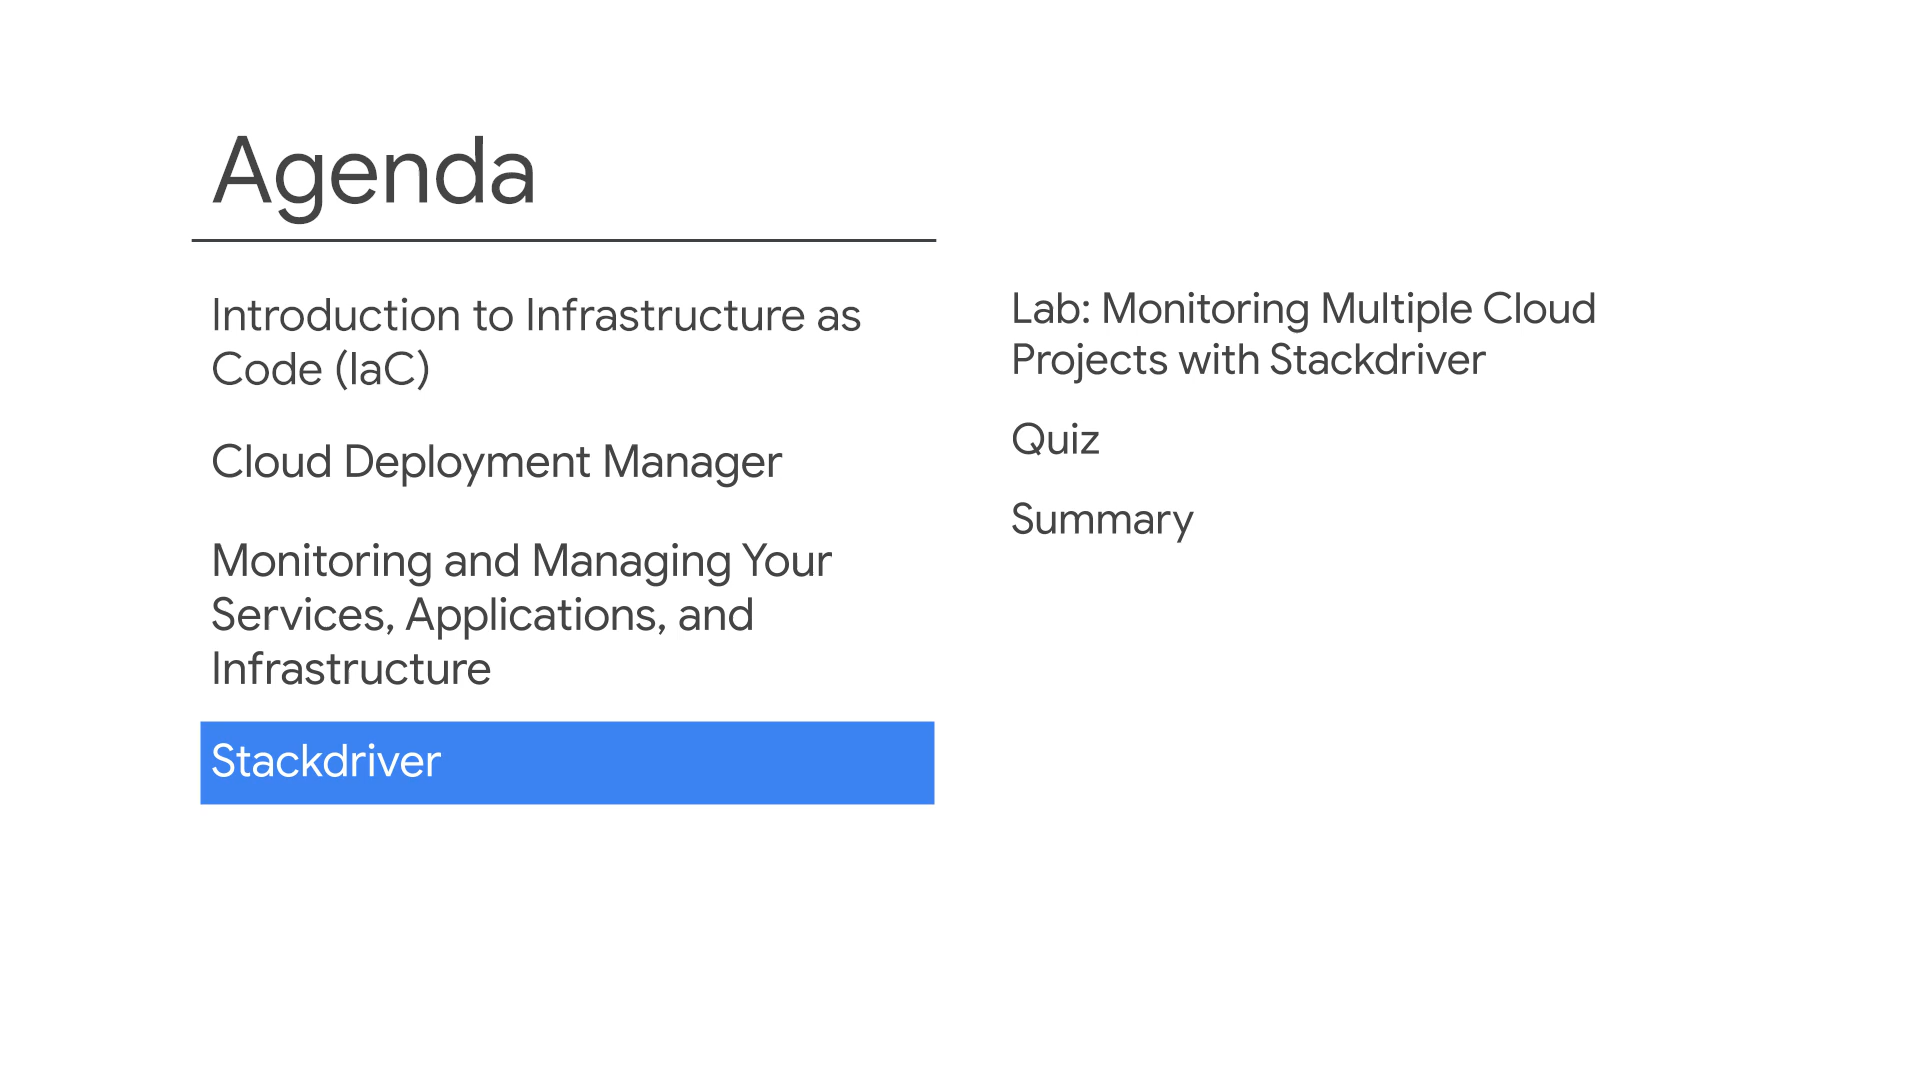 Agenda
Introduction to Infrastructure as
Code (IaC)
Cloud Deployment Manager
Monitoring and Managing Your
Services, Applications, and
Infrastructure
Stackdriver
Lab: Monitoring Multiple Cloud
Projects with Stackdriver
Quiz
Summary